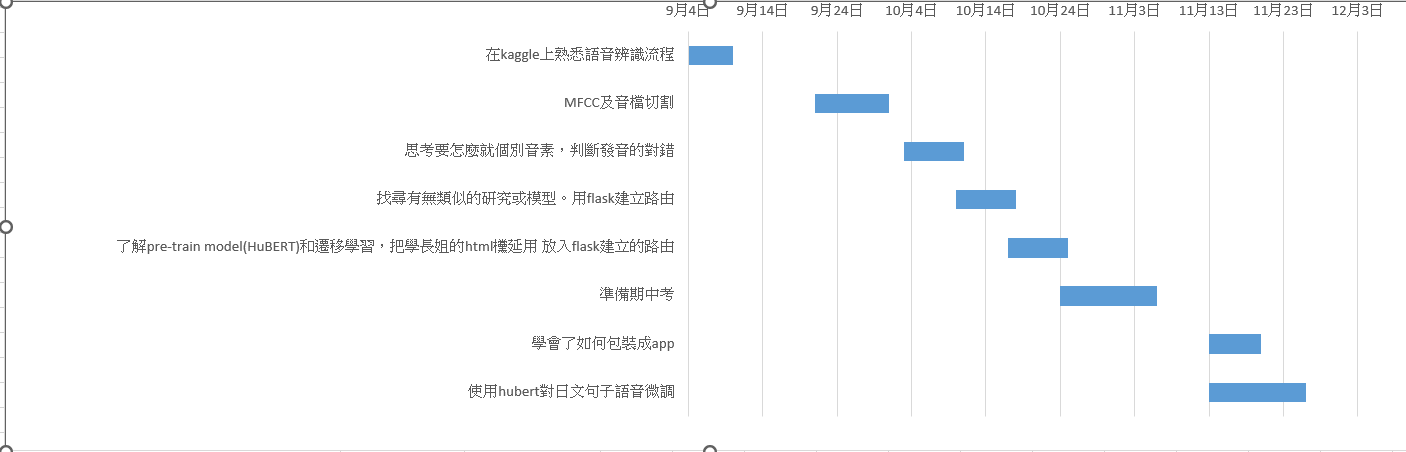 9月4日 9月14日 9月24日 10月4日 10月14日 10月24日 11月3日 11月13日 11月23日 12月3日
在kaggle上熟悉語音辨識流程
MFCC及音檔切割
思考要怎麼就個別音素，判斷發音的對錯
找尋有無類似的研究或模型。用flask建立路由
了解pre-train model(HuBERT)和遷移學習，把學長姐的html檔延用 放入flask建立的路由
準備期中考
學會了如何包裝成app
使用hubert對日文句子語音微調